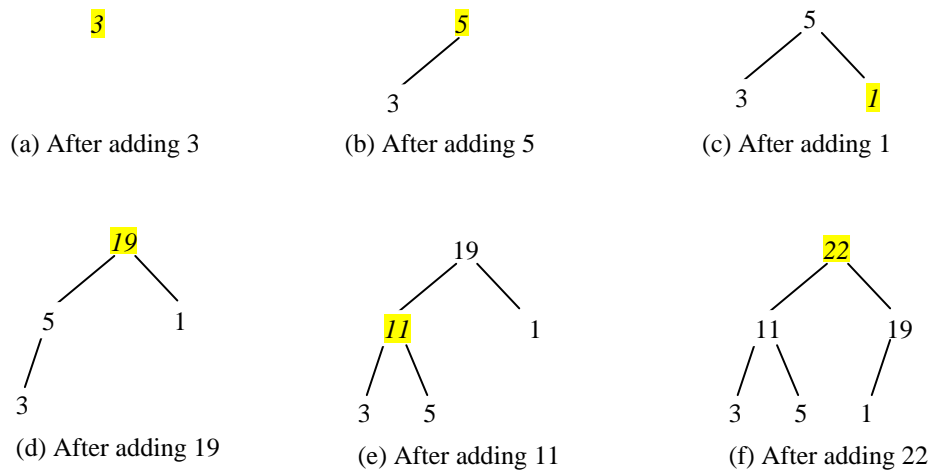 3
5
3
5
3 1
(a) After adding 3
(b) After adding 5
(c) After adding 1
19
5 1
3
(d) After adding 19
19
11 1
3 5
(e) After adding 11
22
11 19
3 5 1
(f) After adding 22